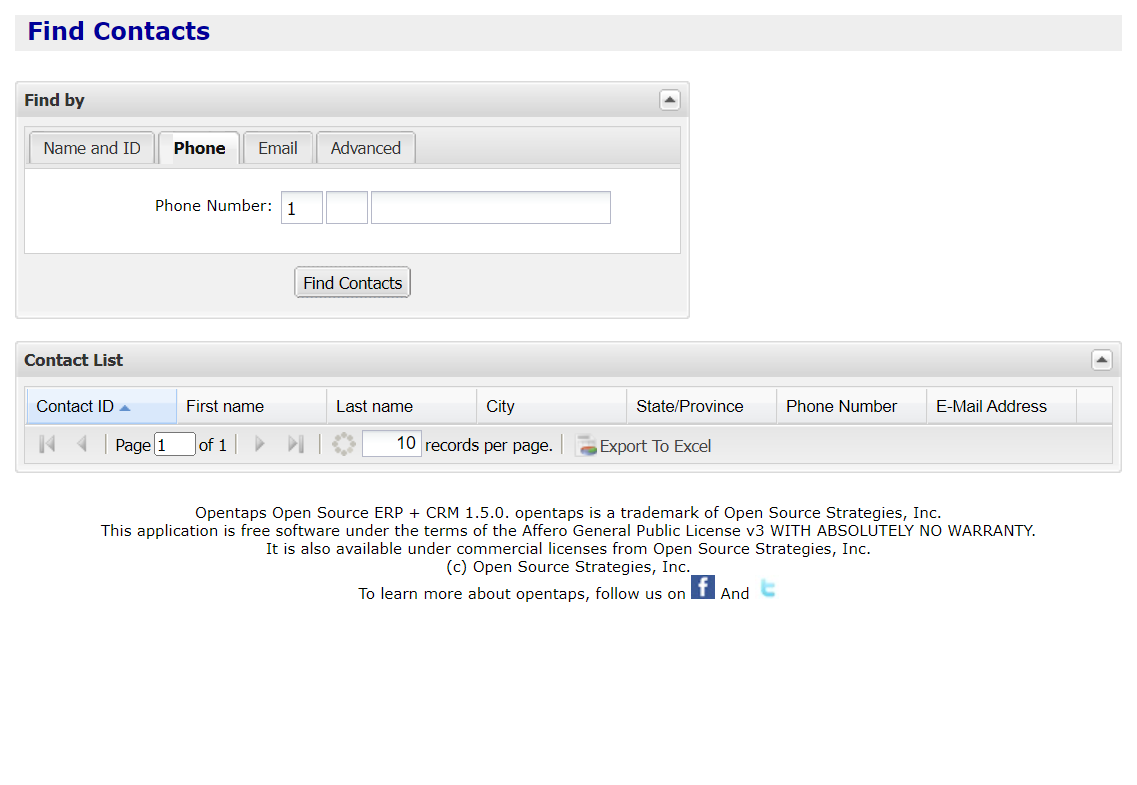 Find Contacts
Find by
Name and ID Phone Email Advanced
Phone Number: 1
Find Contacts
Contact List
Contact ID First name Last name City State/Province Phone Number E-Mail Address
Page 1 of 1 10 records per page. Export To Excel
Opentaps Open Source ERP + CRM 1.5.0. opentaps is a trademark of Open Source Strategies, Inc.
This application is free software under the terms of the Affero General Public License v3 WITH ABSOLUTELY NO WARRANTY.
It is also available under commercial licenses from Open Source Strategies, Inc.
(c) Open Source Strategies, Inc.
To learn more about opentaps, follow us on f And t